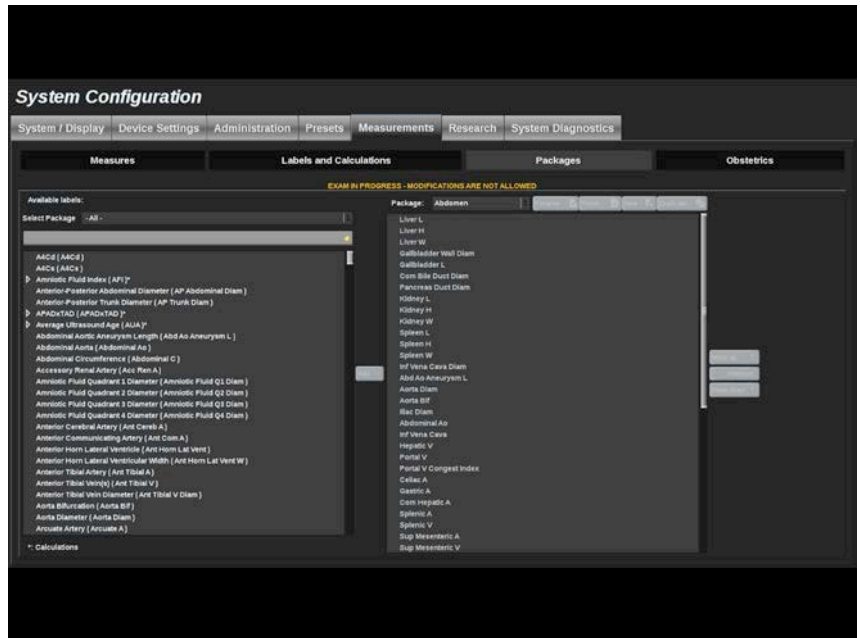 System Configuration
System / Display Device Settings Administration Presets Measurements Research System Diagnostics
Measures Labels and Calculations Packages Obstetrics
EXAM IN PROGRESS - MODIFICATIONS ARE NOT ALLOWED
Available labels:
Select Package - All -
A4Cd ( A4Cd )
A4Cs ( A4Cs )
Amniotic Fluid Index ( AFI )*
Anterior-Posterior Abdominal Diameter ( AP Abdominal Diam )
Anterior-Posterior Trunk Diameter ( AP Trunk Diam )
APADxTAD ( APADxTAD )*
Average Ultrasound Age ( AUA )*
Abdominal Aortic Aneurysm Length ( Abd Ao Aneurysm L )
Abdominal Aorta ( Abdominal Ao )
Abdominal Circumference ( Abdominal C )
Accessory Renal Artery ( Acc Ren A )
Amniotic Fluid Quadrant 1 Diameter ( Amniotic Fluid Q1 Diam )
Amniotic Fluid Quadrant 2 Diameter ( Amniotic Fluid Q2 Diam )
Amniotic Fluid Quadrant 3 Diameter ( Amniotic Fluid Q3 Diam )
Amniotic Fluid Quadrant 4 Diameter ( Amniotic Fluid Q4 Diam )
Anterior Cerebral Artery ( Ant Cereb A )
Anterior Communicating Artery ( Ant Com A )
Anterior Horn Lateral Ventricle ( Ant Horn Lat Vent )
Anterior Horn Lateral Ventricular Width ( Ant Horn Lat Vent W )
Anterior Tibial Artery ( Ant Tibial A )
Anterior Tibial Vein(s) ( Ant Tibial V )
Anterior Tibial Vein Diameter ( Ant Tibial V Diam )
Aorta Bifurcation ( Aorta Bif )
Aorta Diameter ( Aorta Diam )
Arcuate Artery ( Arcuate A )
*: Calculations
Package: Abdomen
Liver L
Liver H
Liver W
Gallbladder Wall Diam
Gallbladder L
Com Bile Duct Diam
Pancreas Duct Diam
Kidney L
Kidney H
Kidney W
Spleen L
Spleen H
Spleen W
Inf Vena Cava Diam
Abd Ao Aneurysm L
Aorta Diam
Aorta Bif
Iliac Diam
Abdominal Ao
Inf Vena Cava
Hepatic V
Portal V
Portal V Congest Index
Celiac A
Gastric A
Com Hepatic A
Splenic A
Splenic V
Sup Mesenteric A
Sup Mesenteric V